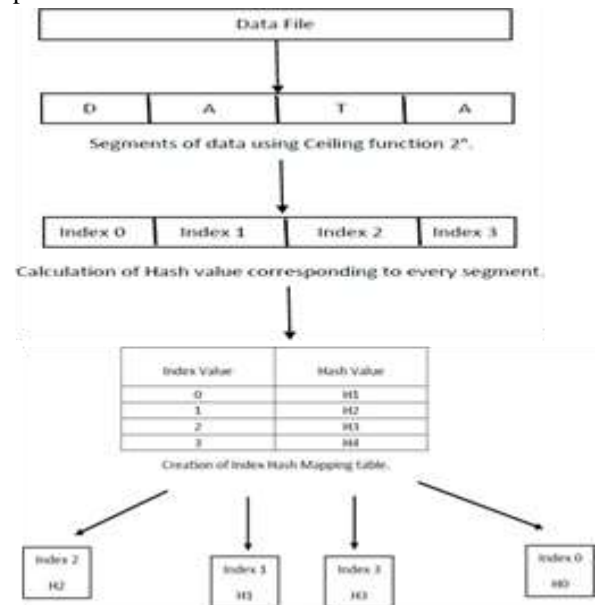 Data File
D A T A
Segments of data using Ceiling function 2ⁿ.
Index 0 Index 1 Index 2 Index 3
Calculation of Hash value corresponding to every segment.
Index Value Hash Value
0 H1
1 H2
2 H3
3 H4
Creation of Index Hash Mapping table.
Index 2 Index 1 Index 3 Index 0
H2 H1 H3 H0